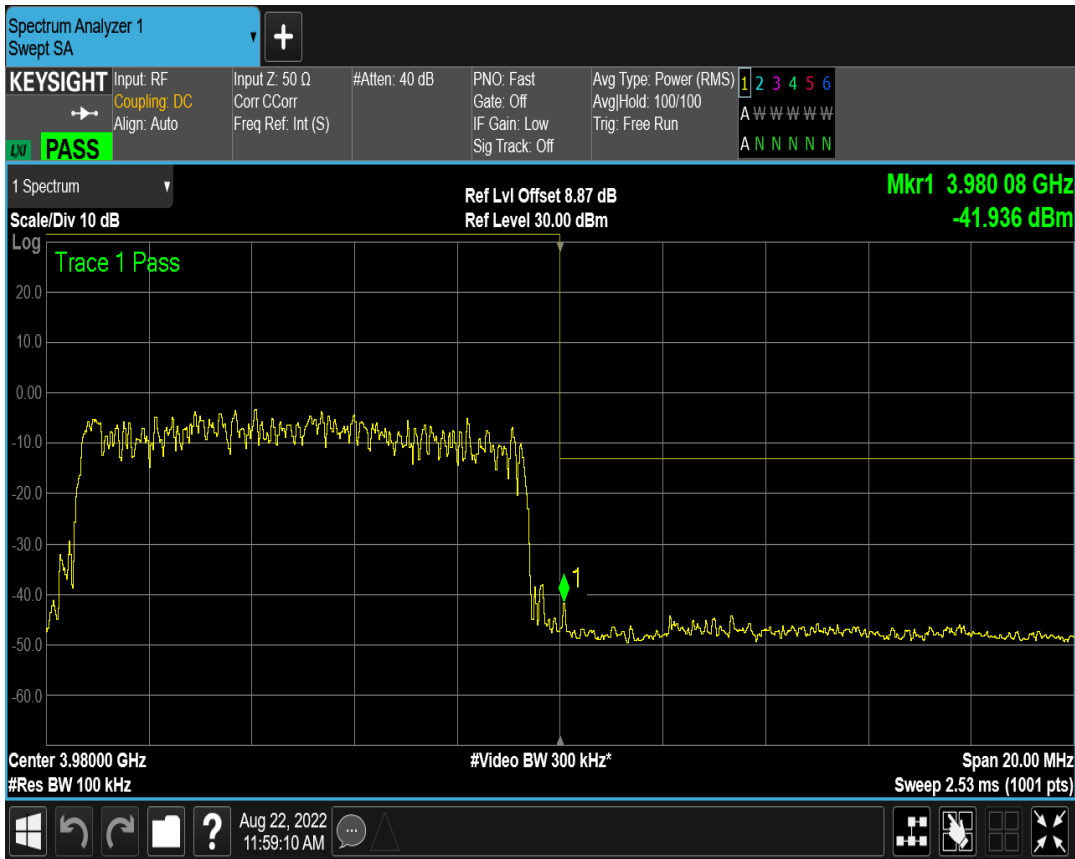 Spectrum Analyzer 1
Swept SA
+
KEYSIGHT
LXI PASS
Input: RF
Coupling: DC
Align: Auto
Input Z: 50 Ω
Corr CCorr
Freq Ref: Int (S)
#Atten: 40 dB
PNO: Fast
Gate: Off
IF Gain: Low
Sig Track: Off
Avg Type: Power (RMS)
Avg|Hold: 100/100
Trig: Free Run
1 2 3 4 5 6
A W W W W W
A N N N N N
1 Spectrum
Scale/Div 10 dB
Ref Lvl Offset 8.87 dB
Ref Level 30.00 dBm
Mkr1 3.980 08 GHz
-41.936 dBm
Log
Trace 1 Pass
20.0
10.0
0.00
-10.0
-20.0
-30.0
-40.0
-50.0
-60.0
1
Center 3.98000 GHz
#Res BW 100 kHz
#Video BW 300 kHz*
Span 20.00 MHz
Sweep 2.53 ms (1001 pts)
?
Aug 22, 2022
11:59:10 AM